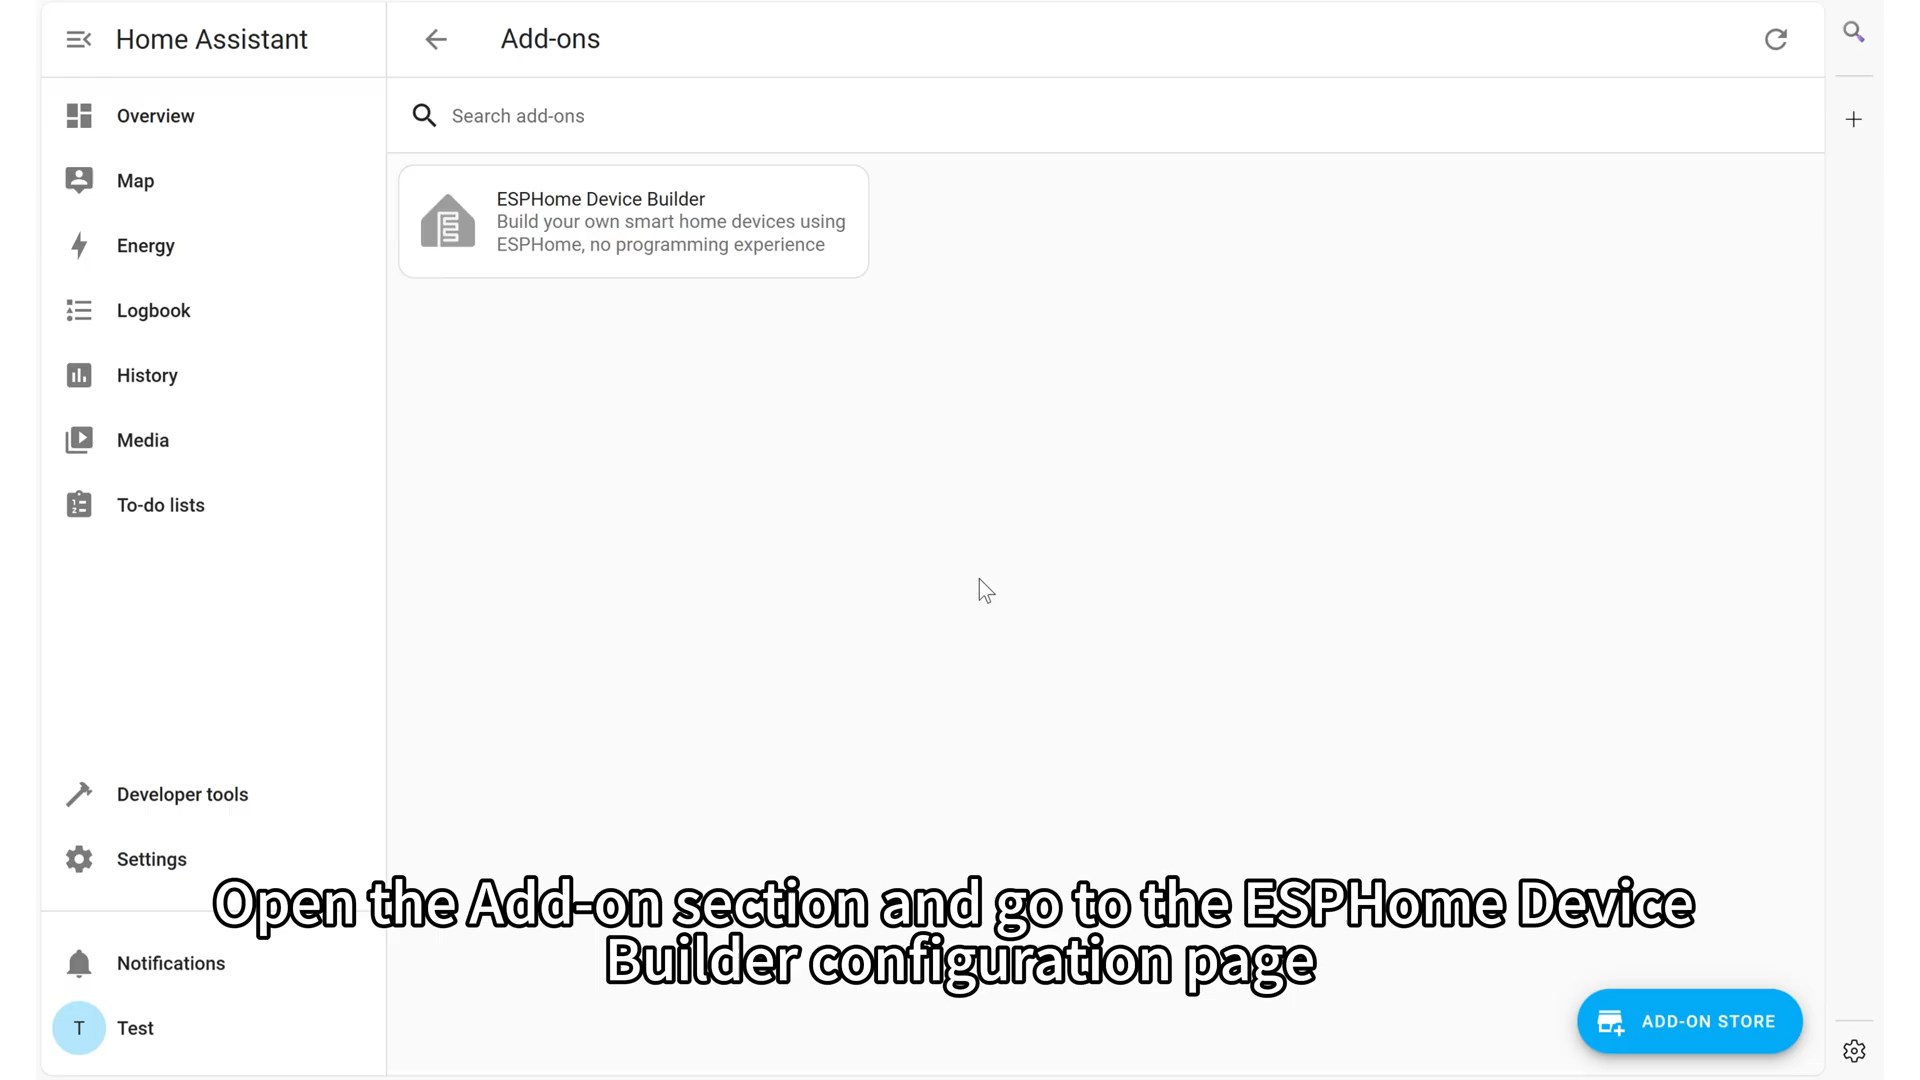 Home Assistant
Add-ons
Overview
Map
Energy
Logbook
History
Media
To-do lists
Developer tools
Settings
Notifications
T
Test
Search add-ons
ESPHome Device Builder
Build your own smart home devices using
ESPHome, no programming experience
Open the Add-on section and go to the ESPHome Device
Builder configuration page
ADD-ON STORE